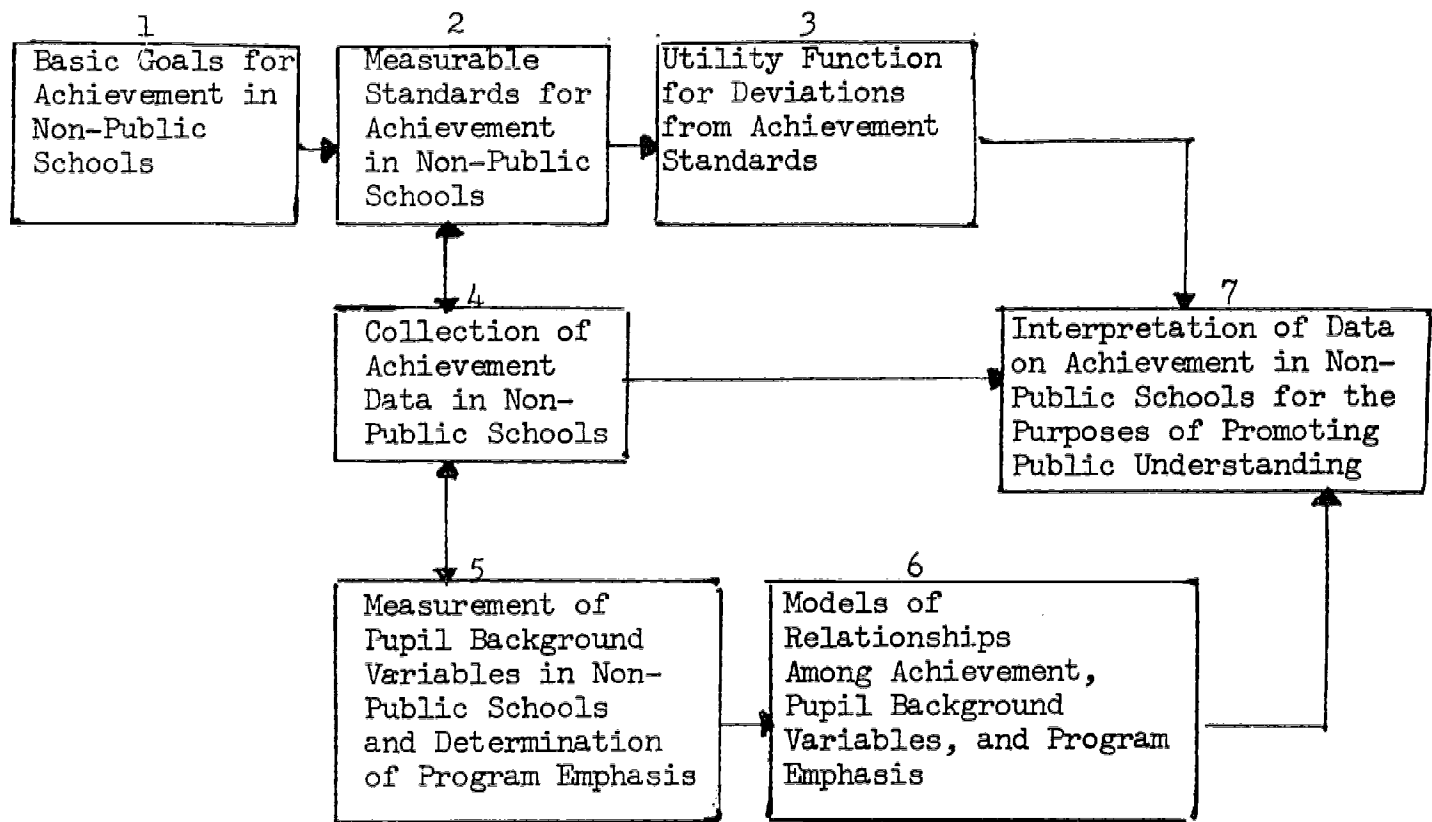 1
Basic Goals for
Achievement in
Non-Public
Schools
2
Measurable
Standards for
Achievement
in Non-Public
Schools
3
Utility Function
for Deviations
from Achievement
Standards
4
Collection of
Achievement
Data in Non-
Public Schools
7
Interpretation of Data
on Achievement in Non-
Public Schools for the
Purposes of Promoting
Public Understanding
5
Measurement of
Pupil Background
Variables in Non-
Public Schools
and Determination
of Program Emphasis
6
Models of
Relationships
Among Achievement,
Pupil Background
Variables, and Program
Emphasis